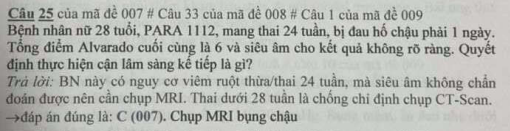 Câu 25 của mã đề 007 # Câu 33 của mã đề 008 # Câu 1 của mã đề 009
Bệnh nhân nữ 28 tuổi, PARA 1112, mang thai 24 tuần, bị đau hố chậu phải 1 ngày.
Tổng điểm Alvarado cuối cùng là 6 và siêu âm cho kết quả không rõ ràng. Quyết
định thực hiện cận lâm sàng kế tiếp là gì?
Trả lời: BN này có nguy cơ viêm ruột thừa/thai 24 tuần, mà siêu âm không chẩn
đoán được nên cần chụp MRI. Thai dưới 28 tuần là chống chỉ định chụp CT-Scan.
→đáp án đúng là: C (007). Chụp MRI bụng chậu